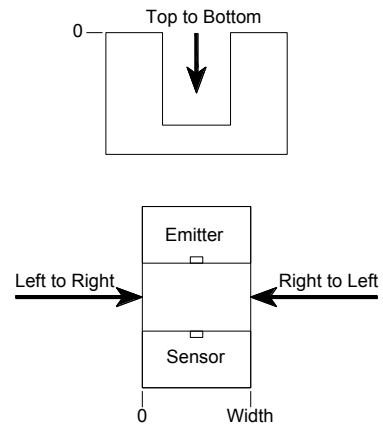 Top to Bottom
0
Emitter
Left to Right
Right to Left
Sensor
0
Width